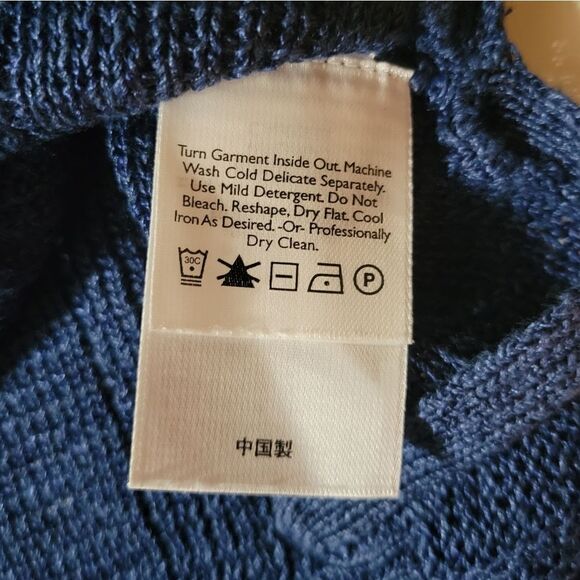 Turn Garment Inside Out. Machine
Wash Cold Delicate Separately.
Use Mild Detergent. Do Not
Bleach. Reshape, Dry Flat. Cool
Iron As Desired. -Or- Professionally
Dry Clean.
30C P
中国製